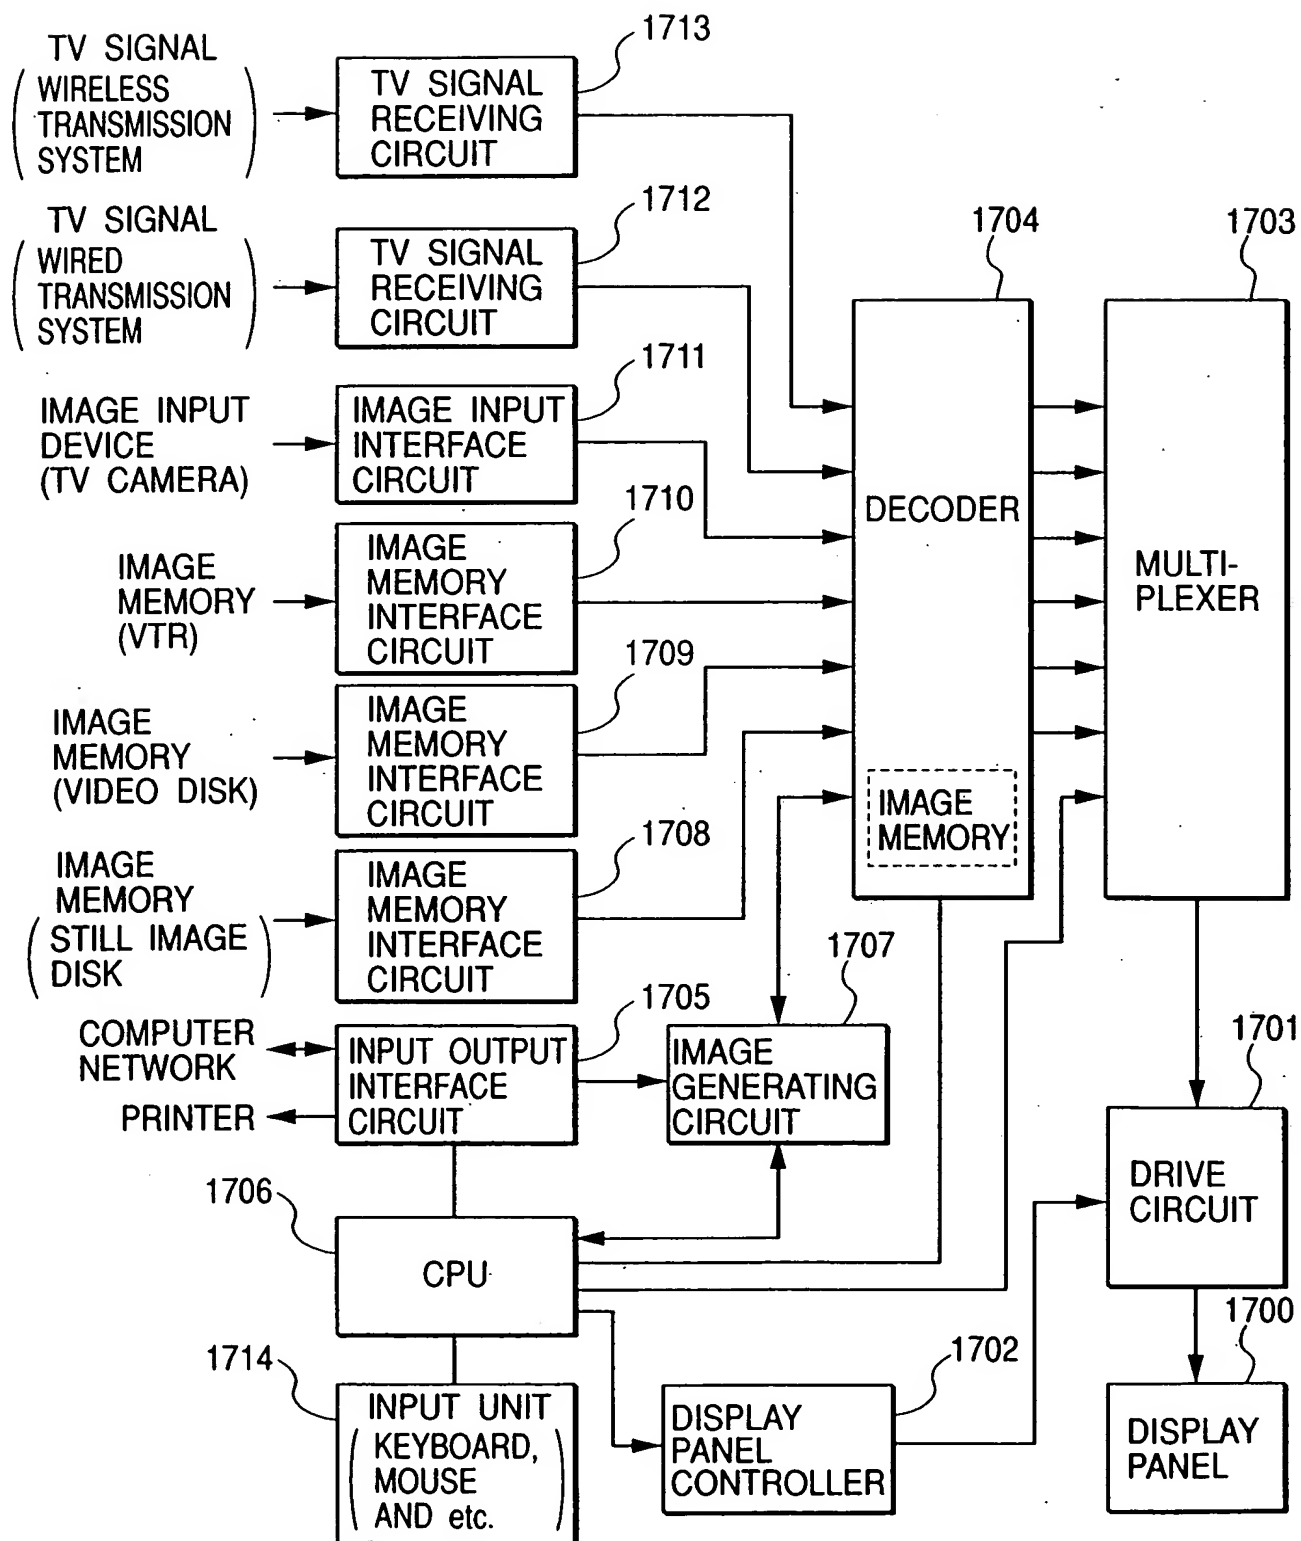 TV SIGNAL
WIRELESS
TRANSMISSION
SYSTEM
TV SIGNAL
RECEIVING
CIRCUIT
1713
TV SIGNAL
WIRED
TRANSMISSION
SYSTEM
TV SIGNAL
RECEIVING
CIRCUIT
1712
IMAGE INPUT
DEVICE
(TV CAMERA)
IMAGE INPUT
INTERFACE
CIRCUIT
1711
IMAGE
MEMORY
(VTR)
IMAGE
MEMORY
INTERFACE
CIRCUIT
1710
IMAGE
MEMORY
(VIDEO DISK)
IMAGE
MEMORY
INTERFACE
CIRCUIT
1709
IMAGE
MEMORY
STILL IMAGE
DISK
IMAGE
MEMORY
INTERFACE
CIRCUIT
1708
COMPUTER
NETWORK
PRINTER
INPUT OUTPUT
INTERFACE
CIRCUIT
1705
IMAGE
GENERATING
CIRCUIT
1707
1704
DECODER
IMAGE
MEMORY
1703
MULTI-
PLEXER
1706
CPU
1714
INPUT UNIT
KEYBOARD,
MOUSE
AND etc.
1702
DISPLAY
PANEL
CONTROLLER
1701
DRIVE
CIRCUIT
1700
DISPLAY
PANEL